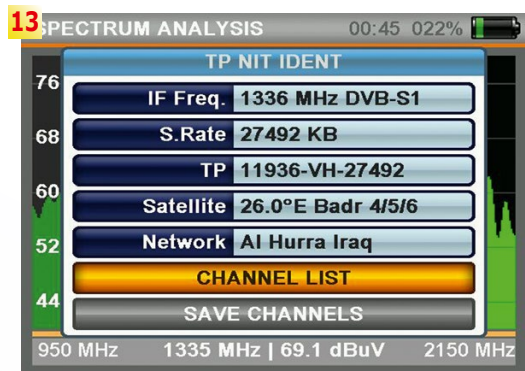 13
SPECTRUM ANALYSIS 00:45 022%
TP NIT IDENT
76
IF Freq. 1336 MHz DVB-S1
68
S.Rate 27492 KB
TP 11936-VH-27492
60
Satellite 26.0°E Badr 4/5/6
52
Network Al Hurra Iraq
CHANNEL LIST
44
SAVE CHANNELS
950 MHz 1335 MHz | 69.1 dBuV 2150 MHz